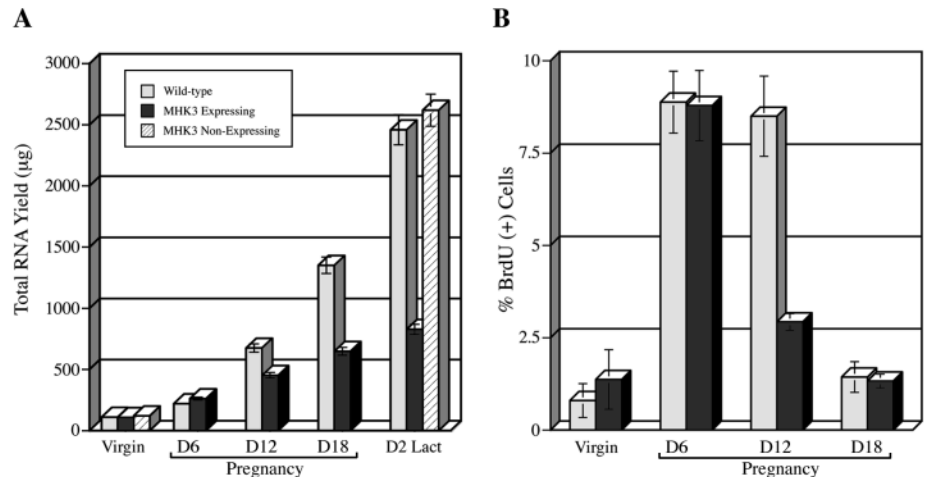 A
Total RNA Yield (µg)
3000
2500
2000
1500
1000
500
0
Wild-type
MHK3 Expressing
MHK3 Non-Expressing
Virgin D6 D12 D18 D2 Lact
Pregnancy
B
% BrdU (+) Cells
10
7.5
5
2.5
0
Virgin D6 D12 D18
Pregnancy